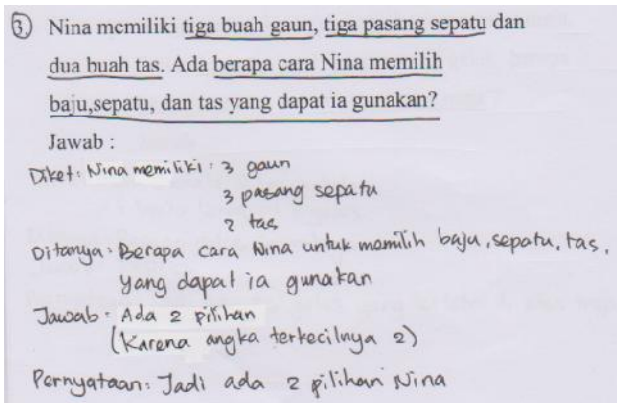 ③ Nina memiliki tiga buah gaun, tiga pasang sepatu dan
dua buah tas. Ada berapa cara Nina memilih
baju,sepatu, dan tas yang dapat ia gunakan?
Jawab :
Diket: Nina memiliki : 3 gaun
3 pasang sepatu
2 tas
Ditanya : Berapa cara Nina untuk memilih baju, sepatu, tas,
yang dapat ia gunakan
Jawab : Ada 2 pilihan
(Karena angka terkecilnya 2)
Pernyataan : Jadi ada 2 pilihan Nina